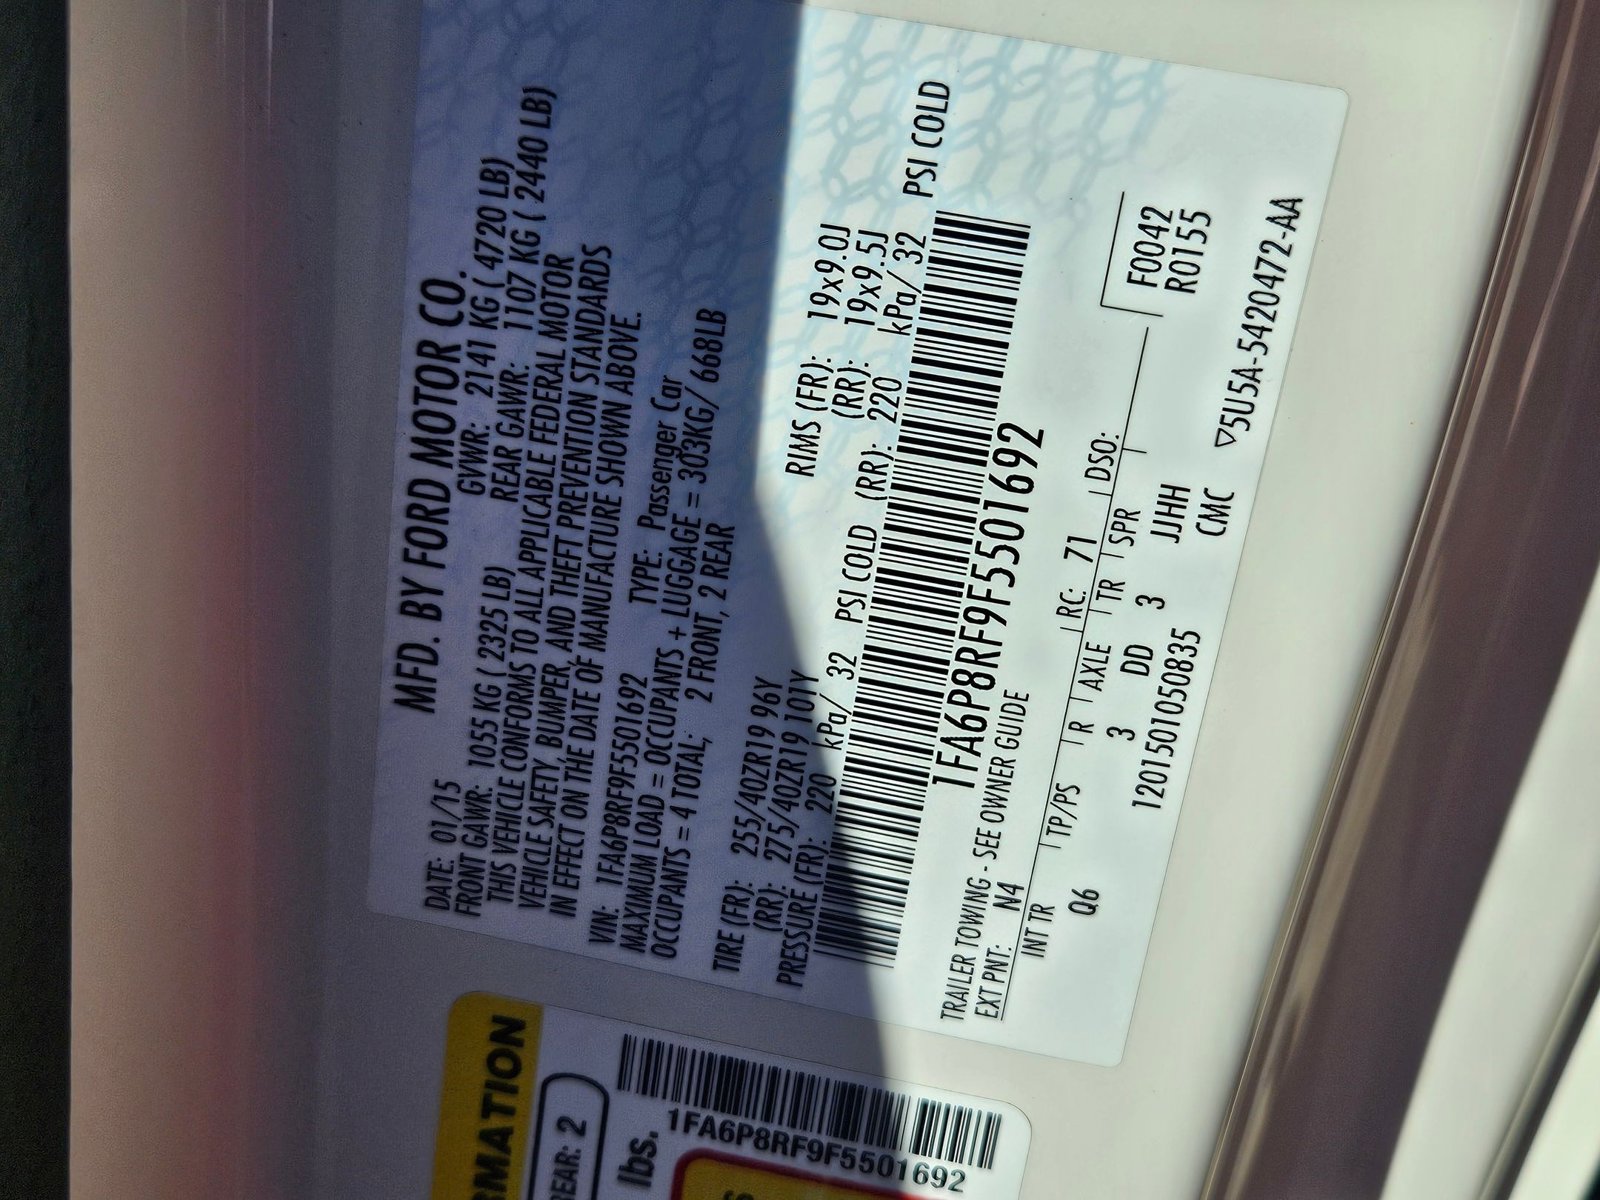 MFD. BY FORD MOTOR CO.
DATE: 01/15 GVWR: 2141 KG ( 4720 LB)
FRONT GAWR: 1055 KG ( 2325 LB) REAR GAWR: 1107 KG ( 2440 LB)
THIS VEHICLE CONFORMS TO ALL APPLICABLE FEDERAL MOTOR
VEHICLE SAFETY, BUMPER, AND THEFT PREVENTION STANDARDS
IN EFFECT ON THE DATE OF MANUFACTURE SHOWN ABOVE.
VIN: 1FA6P8RF9F5501692 TYPE: Passenger Car
MAXIMUM LOAD = OCCUPANTS + LUGGAGE = 303KG/ 668LB
OCCUPANTS = 4 TOTAL; 2 FRONT, 2 REAR
TIRE (FR): 255/40ZR19 96Y RIMS (FR): 19x9.0J
(RR): 275/40ZR19 101Y (RR): 19x9.5J
PRESSURE (FR): 220 kPa/ 32 PSI COLD (RR): 220 kPa/ 32 PSI COLD
1FA6P8RF9F5501692
TRAILER TOWING - SEE OWNER GUIDE
EXT PNT: N4 RC: 71 DSO:
INT TR TP/PS R AXLE TR SPR
Q6 3 DD 3 JJHH
F0042
R0155
1201501050835 CMC
▽5U5A-5420472-AA
RMATION
REAR: 2
lbs.
1FA6P8RF9F5501692